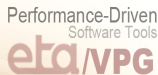 Performance-Driven
Software Tools
eta/VPG